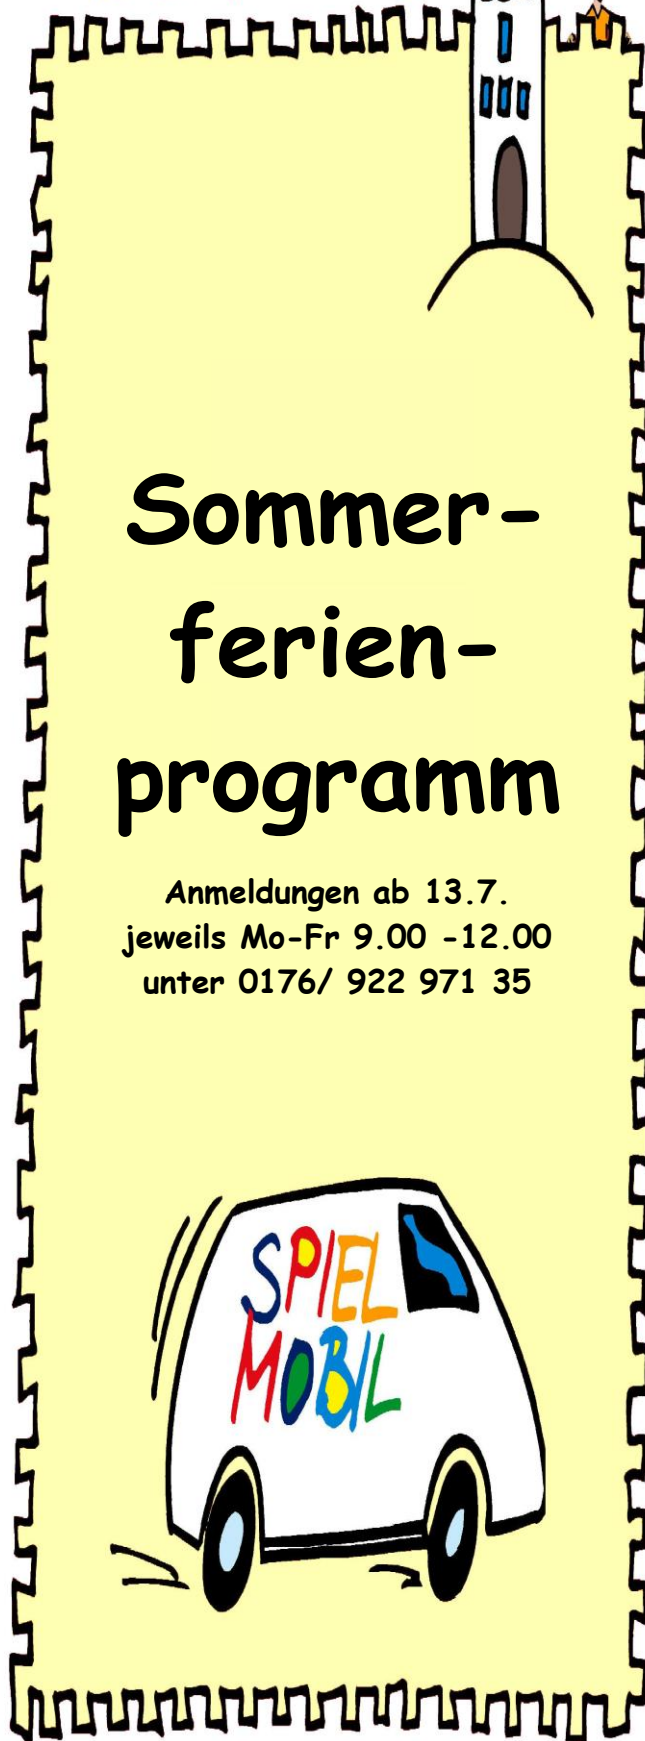 Sommer-
ferien-
programm
Anmeldungen ab 13.7.
jeweils Mo-Fr 9.00 -12.00
unter 0176/ 922 971 35
SPIEL
MOBIL